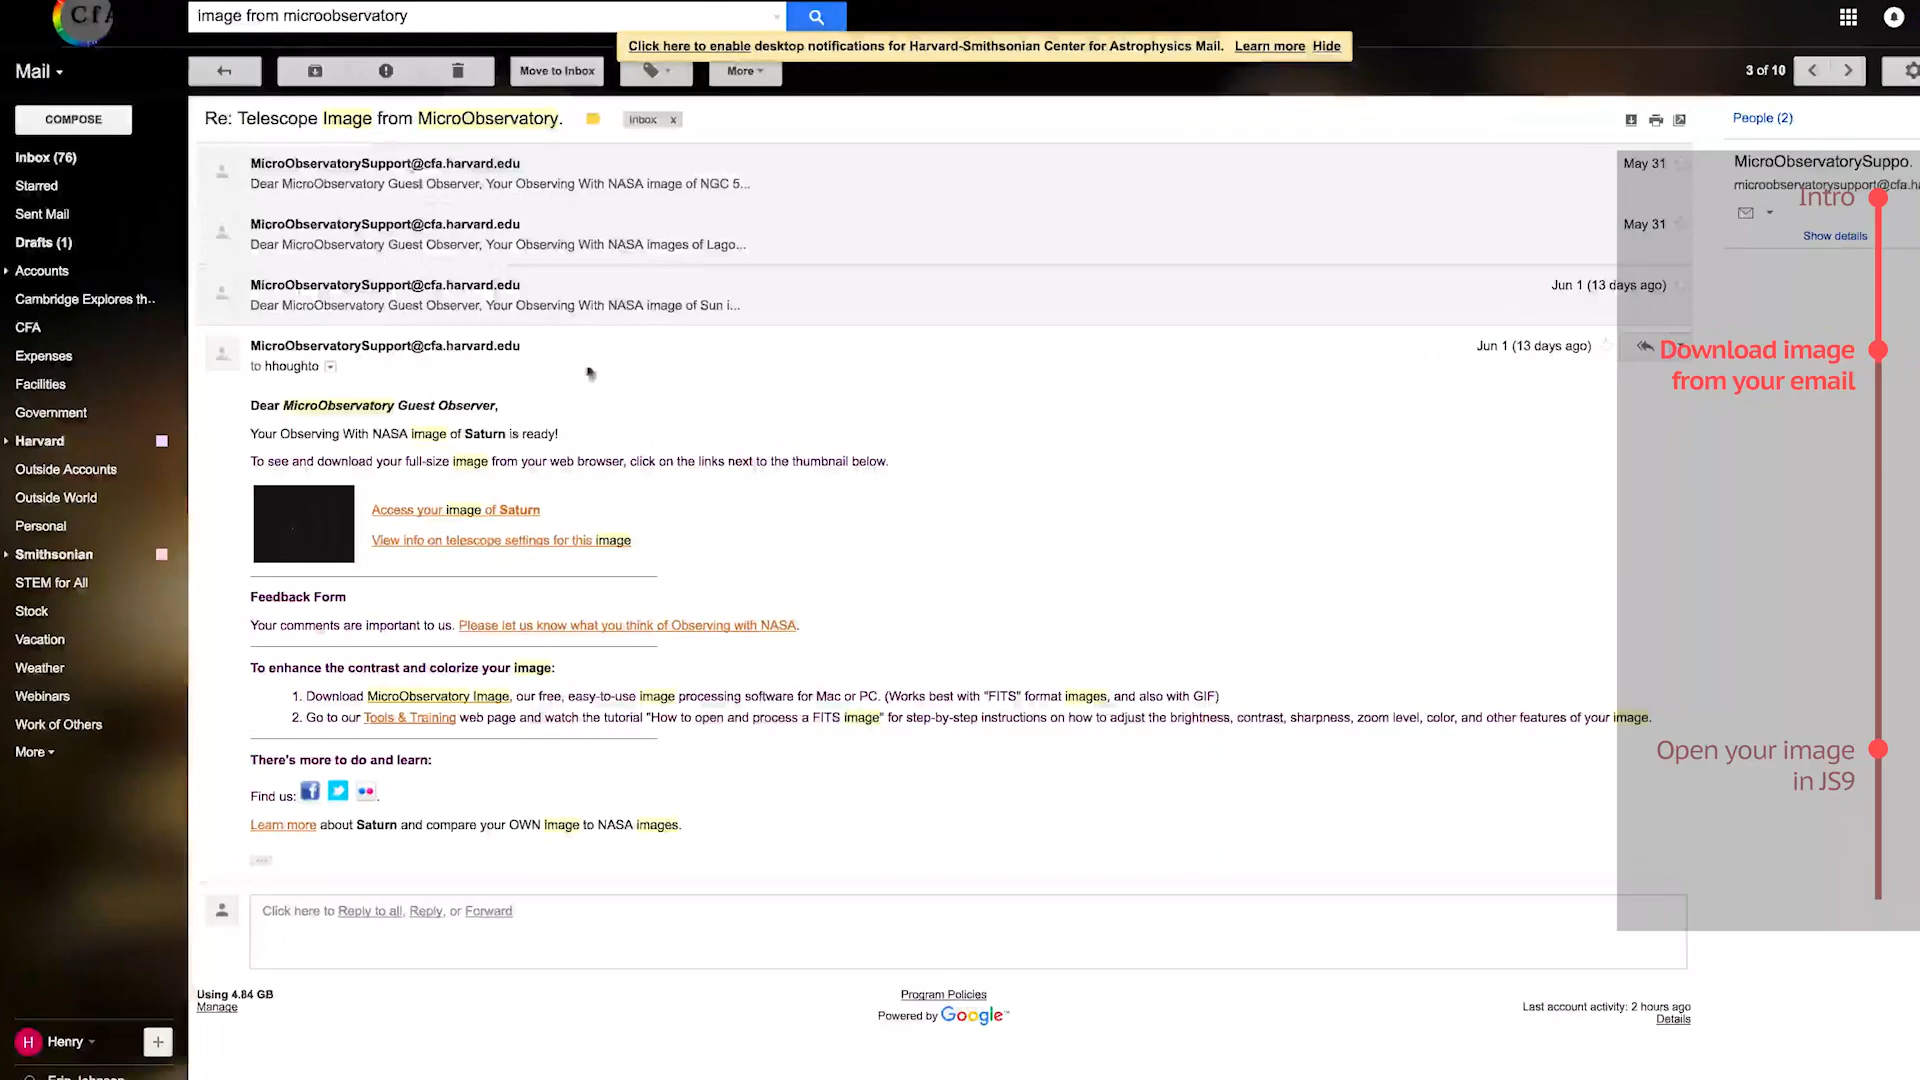 CfA
image from microobservatory
Click here to enable desktop notifications for Harvard-Smithsonian Center for Astrophysics Mail. Learn more Hide
Mail
Move to Inbox
More
3 of 10
COMPOSE
Inbox (76)
Starred
Sent Mail
Drafts (1)
Accounts
Cambridge Explores th..
CFA
Expenses
Facilities
Government
Harvard
Outside Accounts
Outside World
Personal
Smithsonian
STEM for All
Stock
Vacation
Weather
Webinars
Work of Others
More
Henry
Re: Telescope Image from MicroObservatory.
Inbox x
MicroObservatorySupport@cfa.harvard.edu
May 31
Dear MicroObservatory Guest Observer, Your Observing With NASA image of NGC 5...
MicroObservatorySupport@cfa.harvard.edu
May 31
Dear MicroObservatory Guest Observer, Your Observing With NASA images of Lago...
MicroObservatorySupport@cfa.harvard.edu
Jun 1 (13 days ago)
Dear MicroObservatory Guest Observer, Your Observing With NASA image of Sun i...
MicroObservatorySupport@cfa.harvard.edu
Jun 1 (13 days ago)
to hhoughto
Dear MicroObservatory Guest Observer,
Your Observing With NASA image of Saturn is ready!
To see and download your full-size image from your web browser, click on the links next to the thumbnail below.
Access your image of Saturn
View info on telescope settings for this image
Feedback Form
Your comments are important to us. Please let us know what you think of Observing with NASA.
To enhance the contrast and colorize your image:
1. Download MicroObservatory Image, our free, easy-to-use image processing software for Mac or PC. (Works best with "FITS" format images, and also with GIF)
2. Go to our Tools & Training web page and watch the tutorial "How to open and process a FITS image" for step-by-step instructions on how to adjust the brightness, contrast, sharpness, zoom level, color, and other features of your image.
There's more to do and learn:
Find us: .
Learn more about Saturn and compare your OWN image to NASA images.
Click here to Reply to all, Reply, or Forward
Using 4.84 GB
Manage
Program Policies
Powered by Google
Last account activity: 2 hours ago
Details
People (2)
MicroObservatorySuppo.
microobservatorysupport@cfa.ha
Show details
Intro
Download image
from your email
Open your image
in JS9